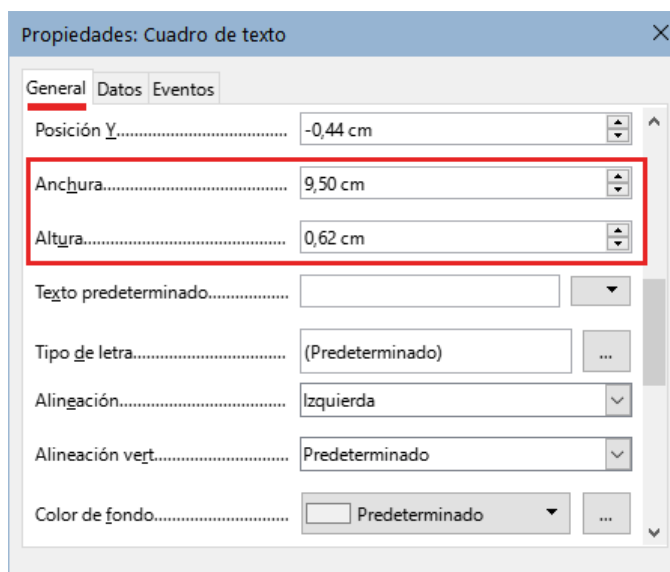 Propiedades: Cuadro de texto
General Datos Eventos
Posición Y........................................ -0,44 cm
Anchura............................................ 9,50 cm
Altura................................................ 0,62 cm
Texto predeterminado...................
Tipo de letra.................................... (Predeterminado) ...
Alineación....................................... Izquierda
Alineación vert................................ Predeterminado
Color de fondo................................ Predeterminado ...